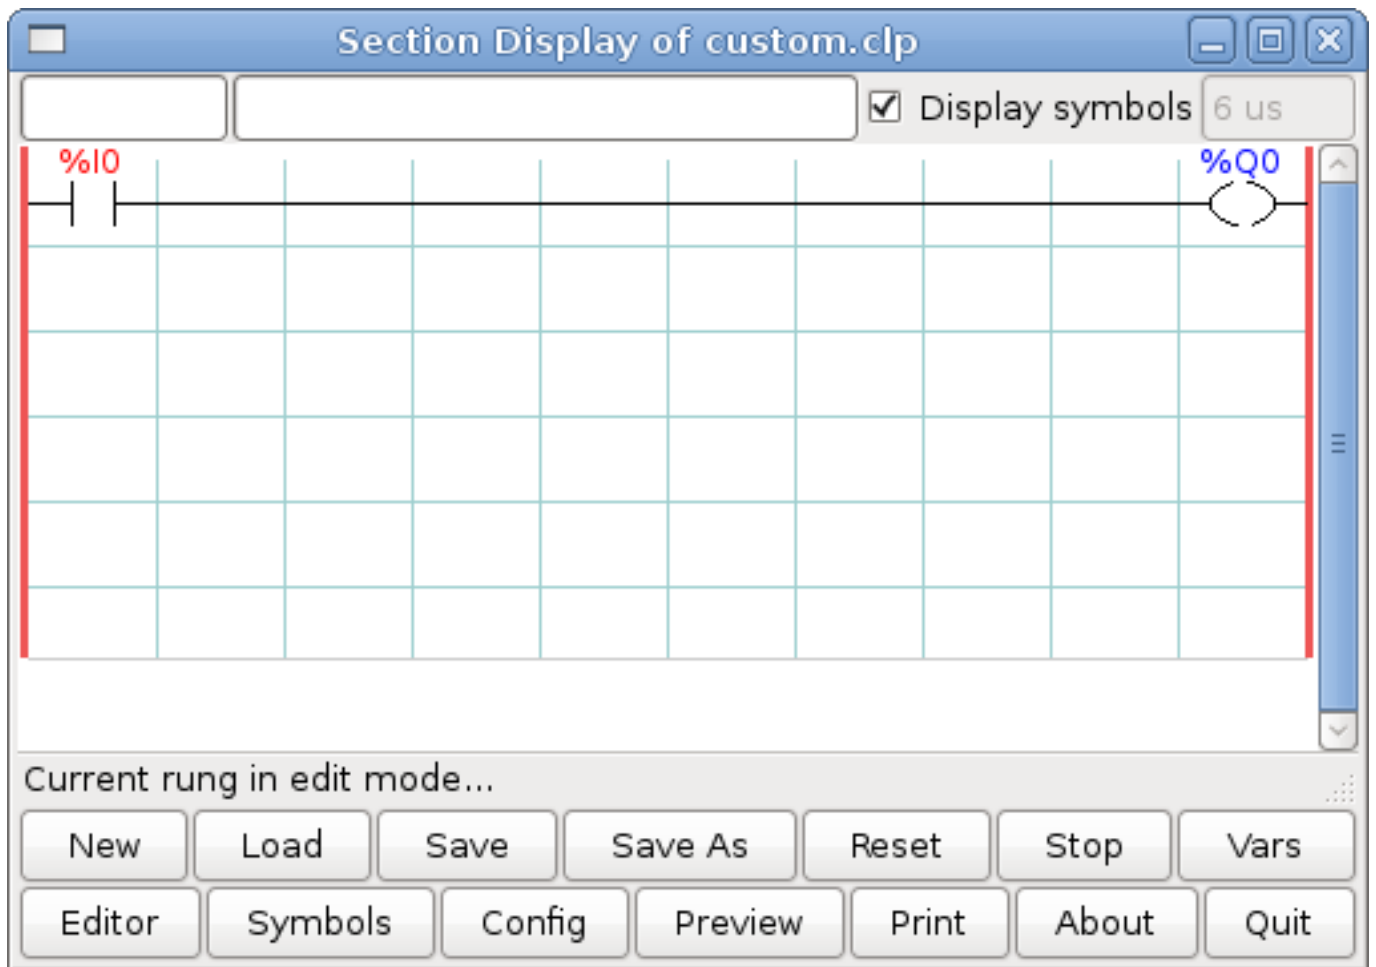 Section Display of custom.clp
Display symbols 6 us
%I0 %Q0
Current rung in edit mode...
New Load Save Save As Reset Stop Vars
Editor Symbols Config Preview Print About Quit